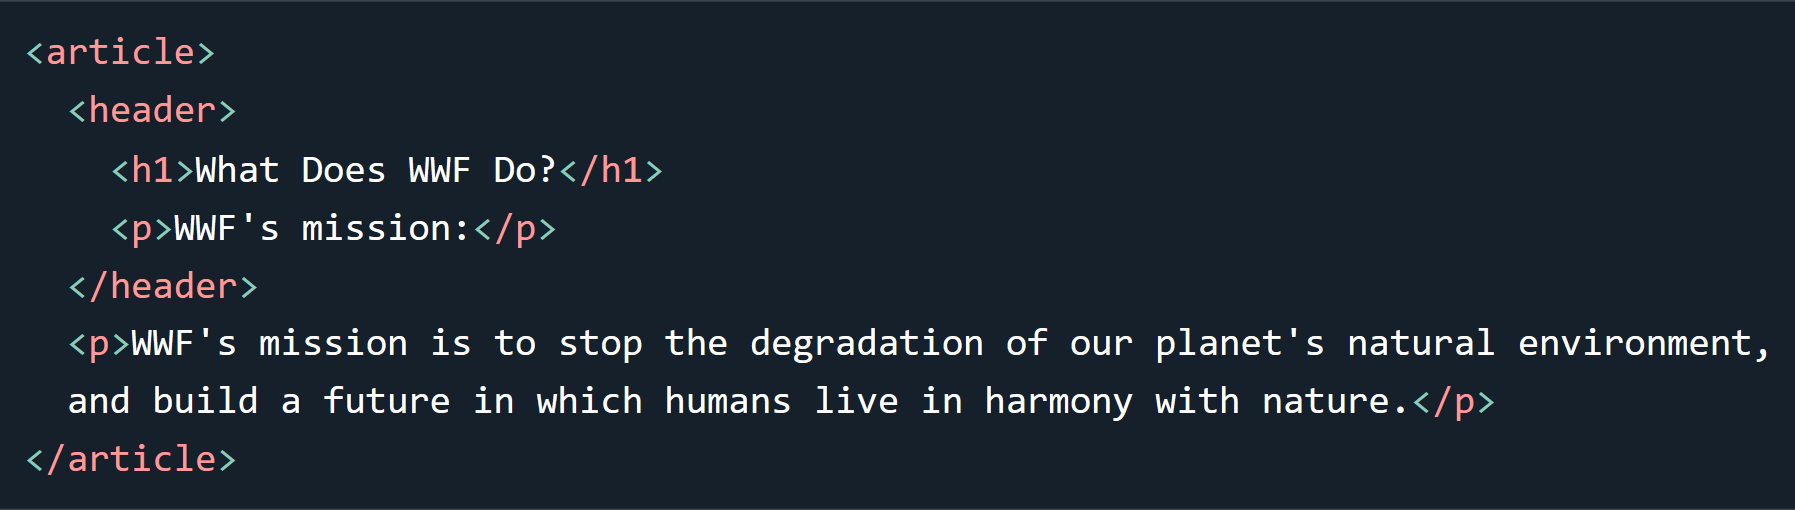 <article>
  <header>
    <h1>What Does WWF Do?</h1>
    <p>WWF's mission:</p>
  </header>
  <p>WWF's mission is to stop the degradation of our planet's natural environment,
  and build a future in which humans live in harmony with nature.</p>
</article>